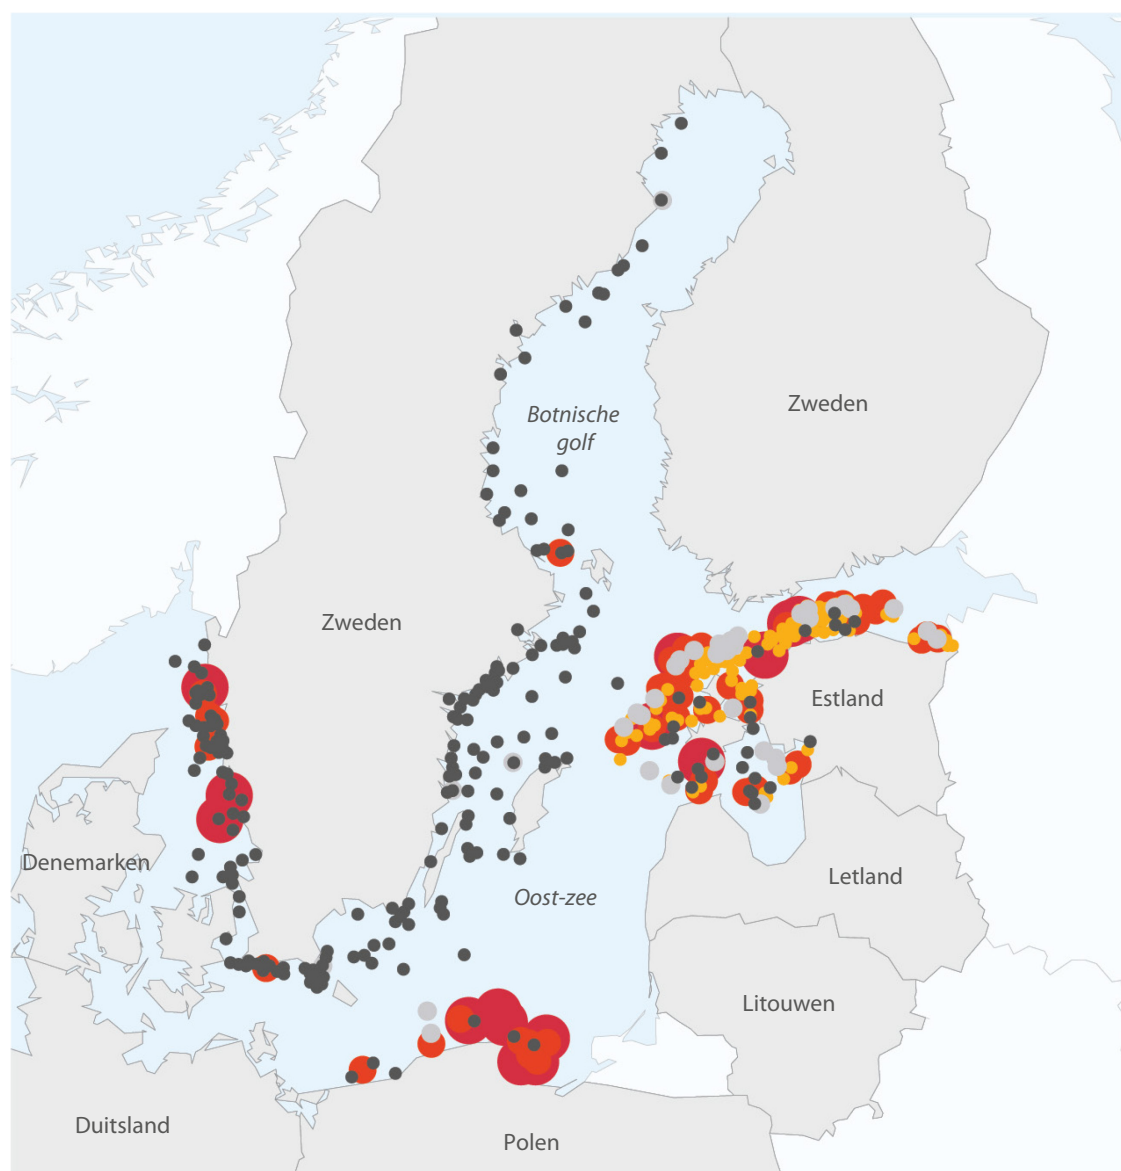 Botnische
golf
Zweden
Zweden
Estland
Denemarken
Letland
Oost-zee
Litouwen
Duitsland
Polen